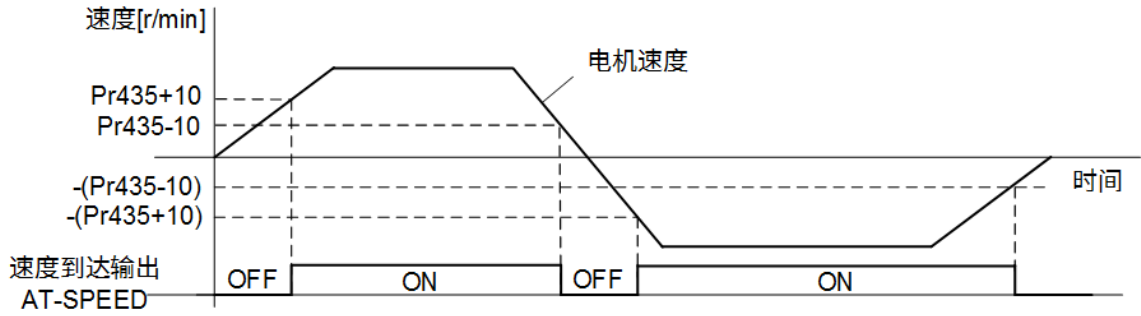 速度[r/min]
电机速度
Pr435+10
Pr435-10
-(Pr435-10)
时间
-(Pr435+10)
速度到达输出
AT-SPEED
OFF
ON
OFF
ON